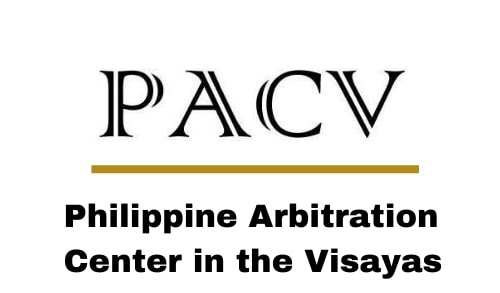 PACV
Philippine Arbitration
Center in the Visayas